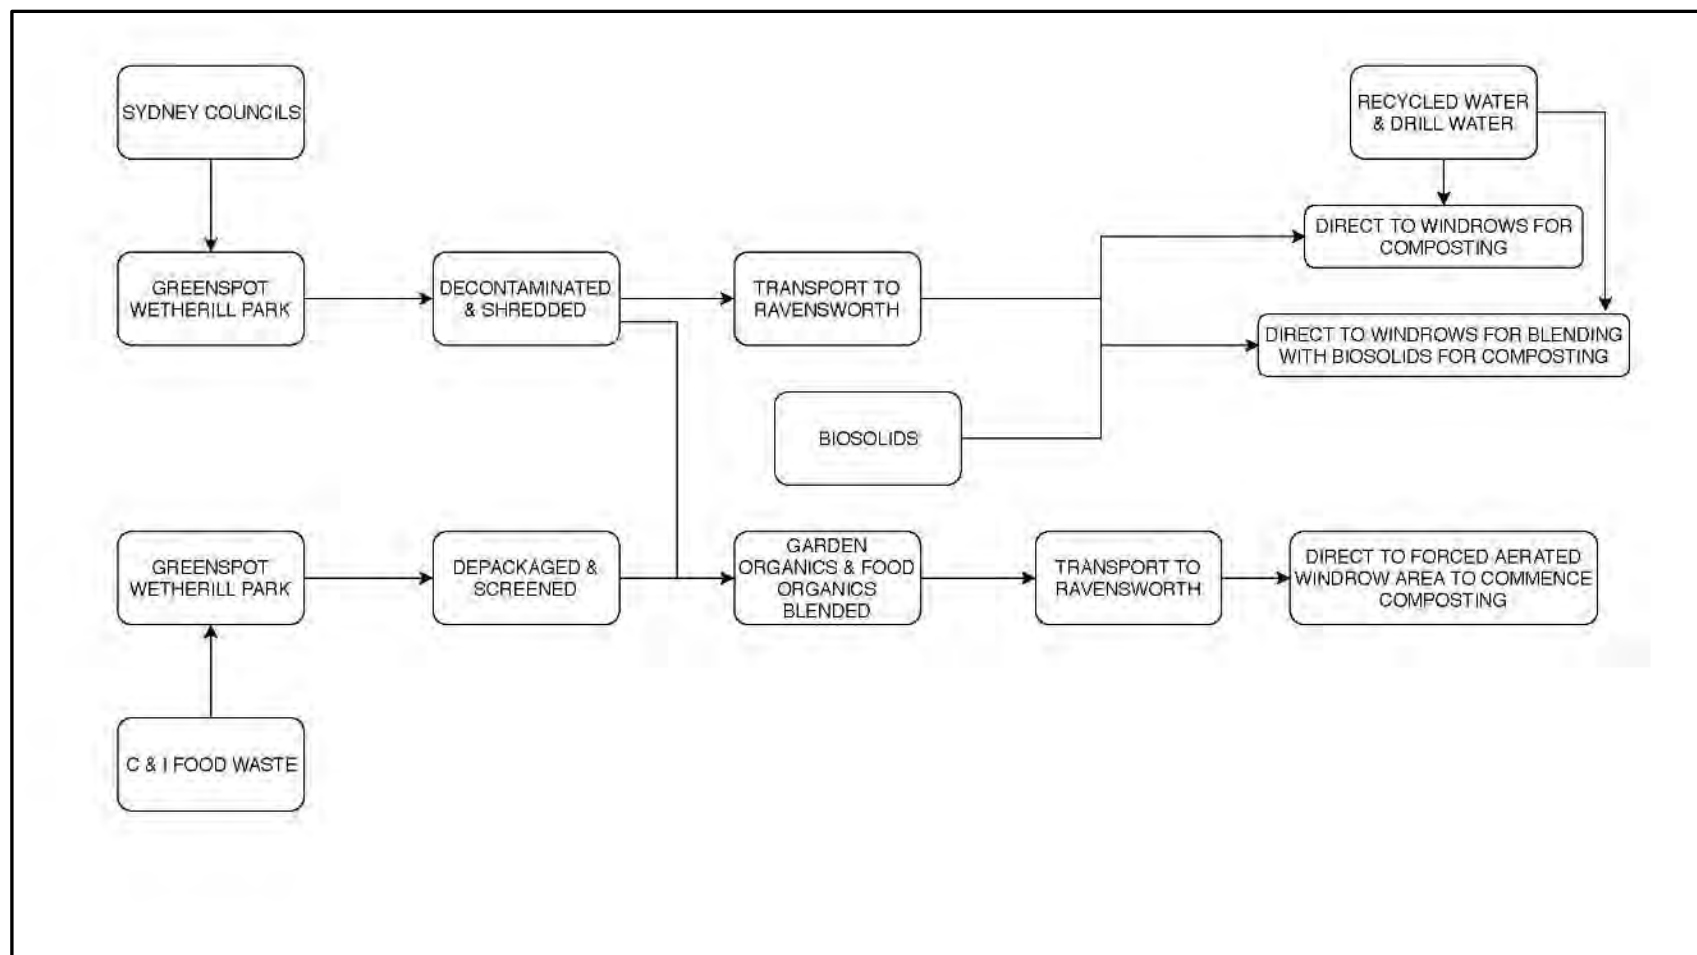 SYDNEY COUNCILS
RECYCLED WATER
& DRILL WATER
DIRECT TO WINDROWS FOR
COMPOSTING
GREENSPOT
WETHERILL PARK
DECONTAMINATED
& SHREDDED
TRANSPORT TO
RAVENSWORTH
DIRECT TO WINDROWS FOR BLENDING
WITH BIOSOLIDS FOR COMPOSTING
BIOSOLIDS
GREENSPOT
WETHERILL PARK
DEPACKAGED &
SCREENED
GARDEN
ORGANICS & FOOD
ORGANICS
BLENDED
TRANSPORT TO
RAVENSWORTH
DIRECT TO FORCED AERATED
WINDROW AREA TO COMMENCE
COMPOSTING
C & I FOOD WASTE